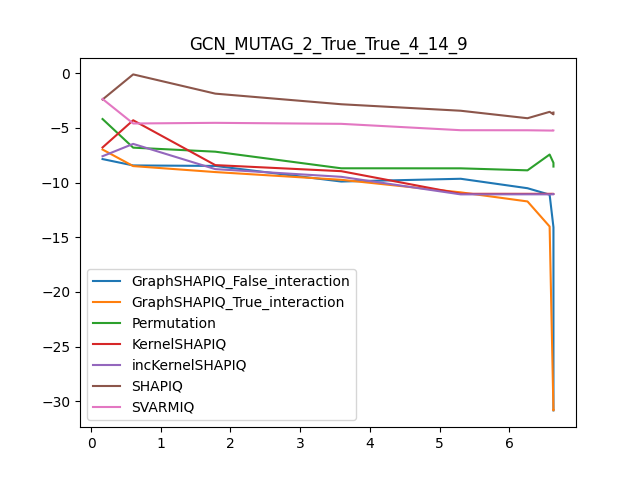 GCN_MUTAG_2_True_True_4_14_9
0
−5
−10
−15
−20
−25
−30
GraphSHAPIQ_False_interaction
GraphSHAPIQ_True_interaction
Permutation
KernelSHAPIQ
incKernelSHAPIQ
SHAPIQ
SVARMIQ
0 1 2 3 4 5 6